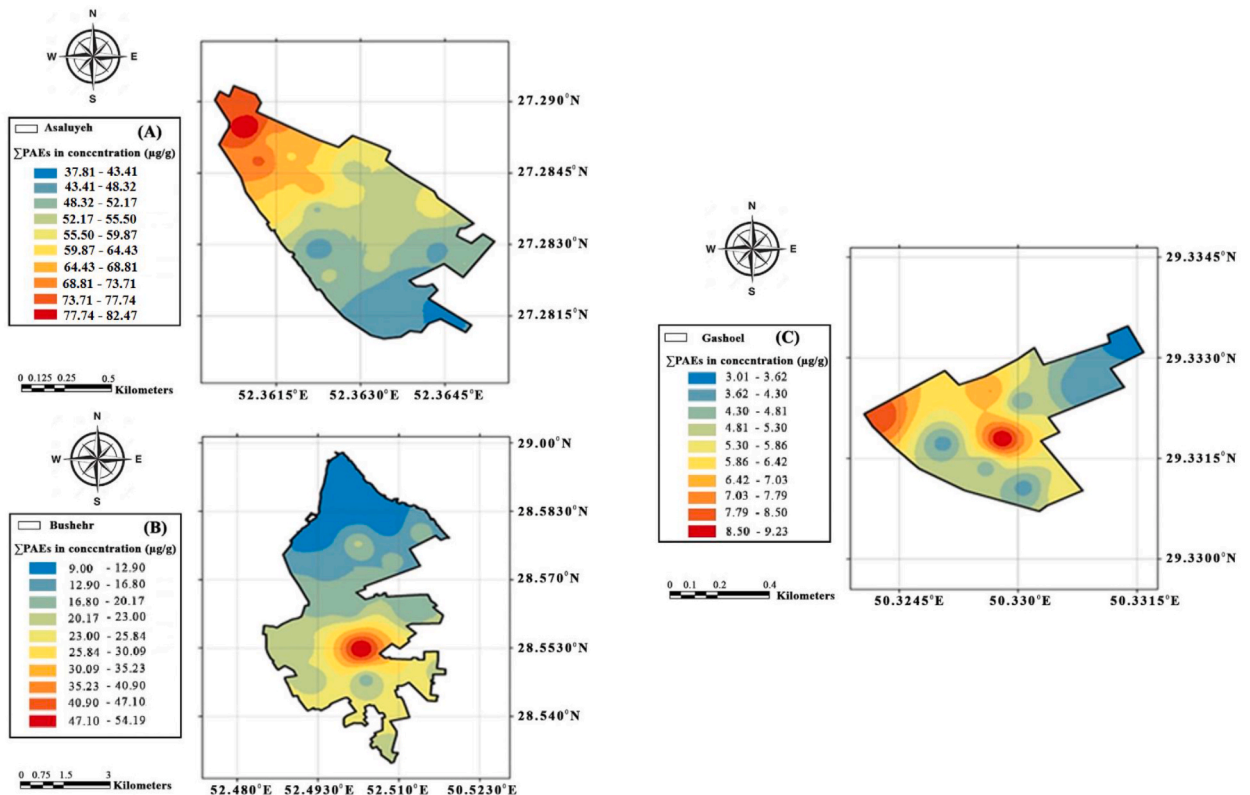 N
W E
S
Asaluyeh (A)
∑PAEs in conccntration (µg/g)
37.81 - 43.41
43.41 - 48.32
48.32 - 52.17
52.17 - 55.50
55.50 - 59.87
59.87 - 64.43
64.43 - 68.81
68.81 - 73.71
73.71 - 77.74
77.74 - 82.47
0 0.125 0.25 0.5
Kilometers
27.290°N
27.2845°N
27.2830°N
27.2815°N
52.3615°E 52.3630°E 52.3645°E
N
W E
S
Bushehr (B)
∑PAEs in conccntration (µg/g)
9.00 - 12.90
12.90 - 16.80
16.80 - 20.17
20.17 - 23.00
23.00 - 25.84
25.84 - 30.09
30.09 - 35.23
35.23 - 40.90
40.90 - 47.10
47.10 - 54.19
0 0.75 1.5 3
Kilometers
29.00°N
28.5830°N
28.570°N
28.5530°N
28.540°N
52.480°E 52.4930°E 52.510°E 50.5230°E
N
W E
S
Gashoel (C)
∑PAEs in conccntration (µg/g)
3.01 - 3.62
3.62 - 4.30
4.30 - 4.81
4.81 - 5.30
5.30 - 5.86
5.86 - 6.42
6.42 - 7.03
7.03 - 7.79
7.79 - 8.50
8.50 - 9.23
0 0.1 0.2 0.4
Kilometers
29.3345°N
29.3330°N
29.3315°N
29.3300°N
50.3245°E 50.330°E 50.3315°E